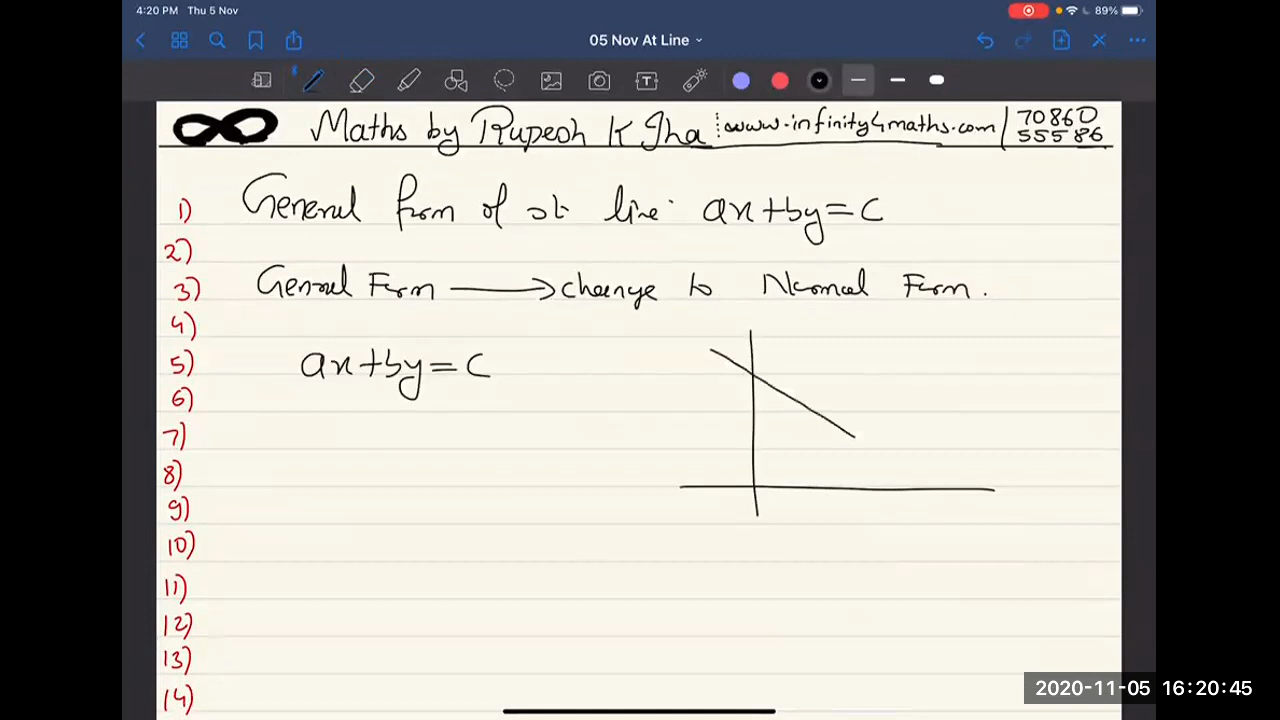 4:20 PM Thu 5 Nov
89%
05 Nov At Line
Maths by Rupesh K Jha www.infinity4maths.com 70860 55586
1) General form of st line: ax+by=c
2)
3) General Form → change to Normal Form.
4)
5) ax+by=c
6)
7)
8)
9)
10)
11)
12)
13)
14)
2020-11-05 16:20:45